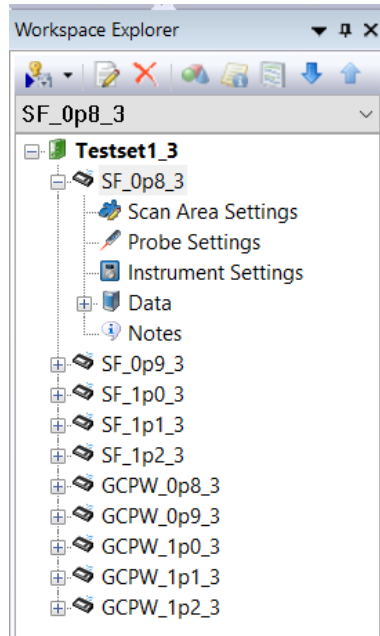 Workspace Explorer
SF_0p8_3
Testset1_3
SF_0p8_3
Scan Area Settings
Probe Settings
Instrument Settings
Data
Notes
SF_0p9_3
SF_1p0_3
SF_1p1_3
SF_1p2_3
GCPW_0p8_3
GCPW_0p9_3
GCPW_1p0_3
GCPW_1p1_3
GCPW_1p2_3